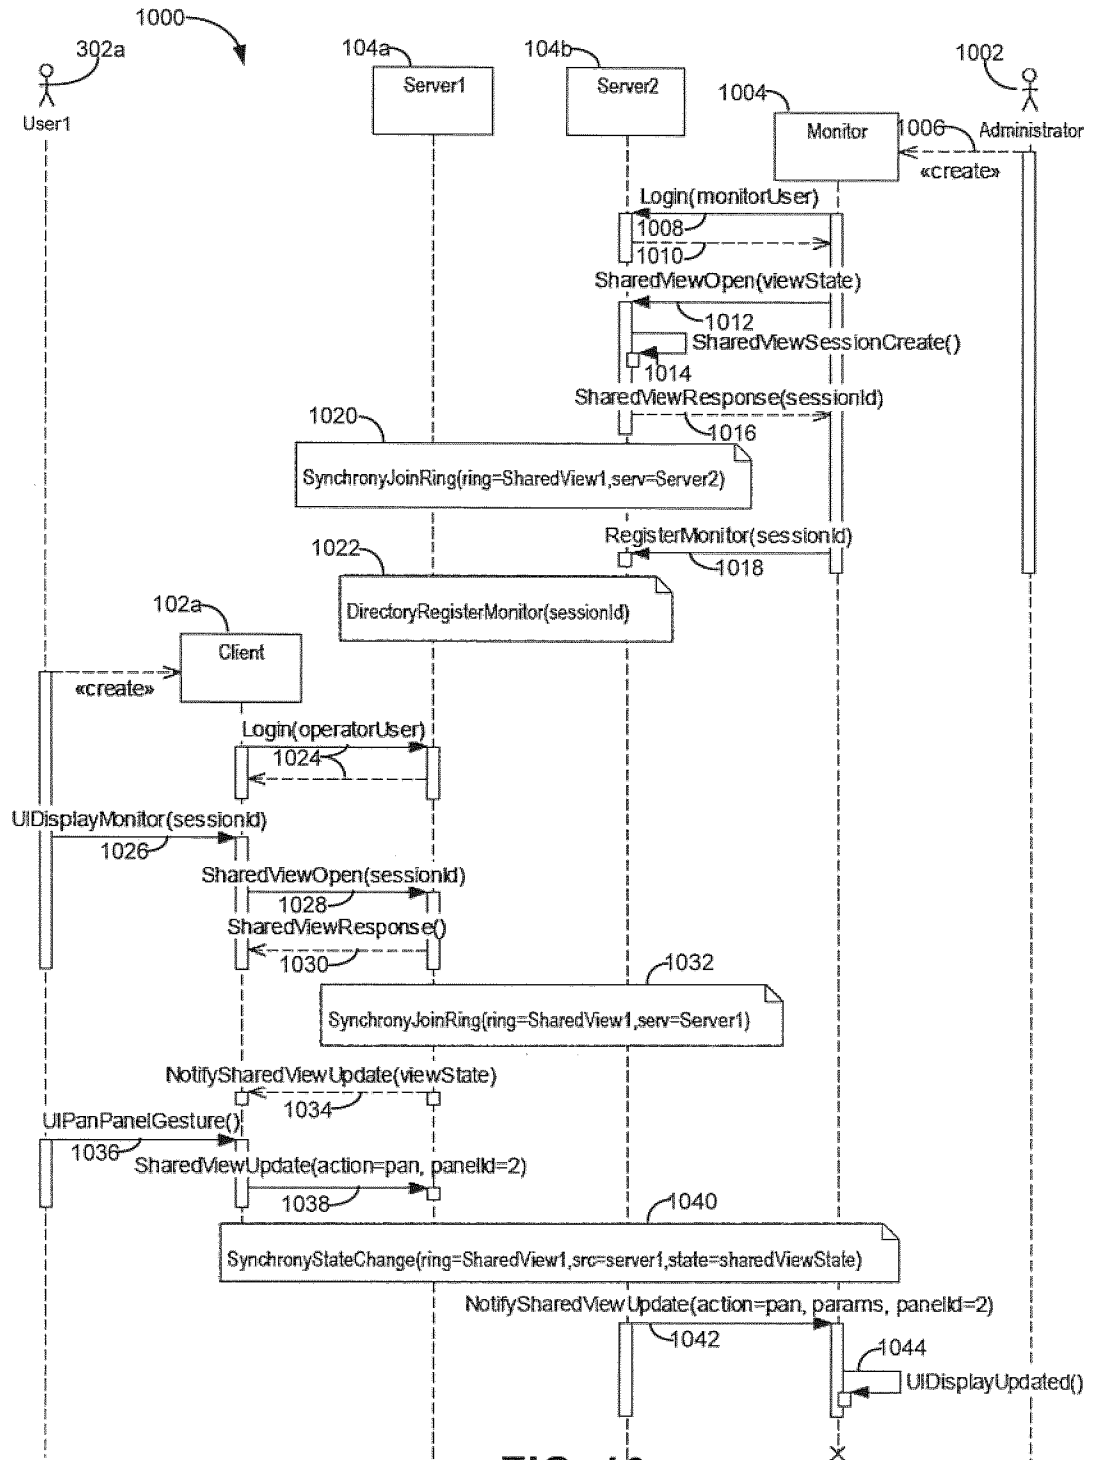 1000
302a
User1
104a
Server1
104b
Server2
1004
Monitor
1002
Administrator
1006
«create»
Login(monitorUser)
1008
1010
SharedViewOpen(viewState)
1012
SharedViewSessionCreate()
1014
SharedViewResponse(sessionId)
1016
1020
SynchronyJoinRing(ring=SharedView1,serv=Server2)
RegisterMonitor(sessionId)
1018
1022
DirectoryRegisterMonitor(sessionId)
102a
Client
«create»
Login(operatorUser)
1024
UIDisplayMonitor(sessionId)
1026
SharedViewOpen(sessionId)
1028
SharedViewResponse()
1030
1032
SynchronyJoinRing(ring=SharedView1,serv=Server1)
NotifySharedViewUpdate(viewState)
1034
UIPanPanelGesture()
1036
SharedViewUpdate(action=pan, panelId=2)
1038
1040
SynchronyStateChange(ring=SharedView1,src=server1,state=sharedViewState)
NotifySharedViewUpdate(action=pan, params, panelId=2)
1042
1044
UIDisplayUpdated()